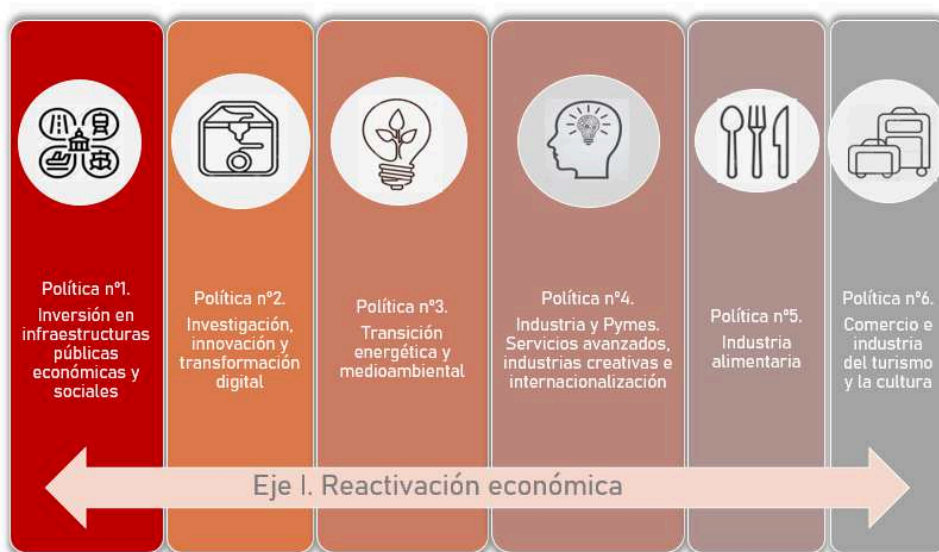 Política nº1.
Inversión en
infraestructuras
públicas
económicas y
sociales
Política nº2.
Investigación,
innovación y
transformación
digital
Política nº3.
Transición
energética y
medioambiental
Política nº4.
Industria y Pymes.
Servicios avanzados,
industrias creativas e
internacionalización
Política nº5.
Industria
alimentaria
Política nº6.
Comercio e
industria
del turismo
y la cultura
Eje I. Reactivación económica